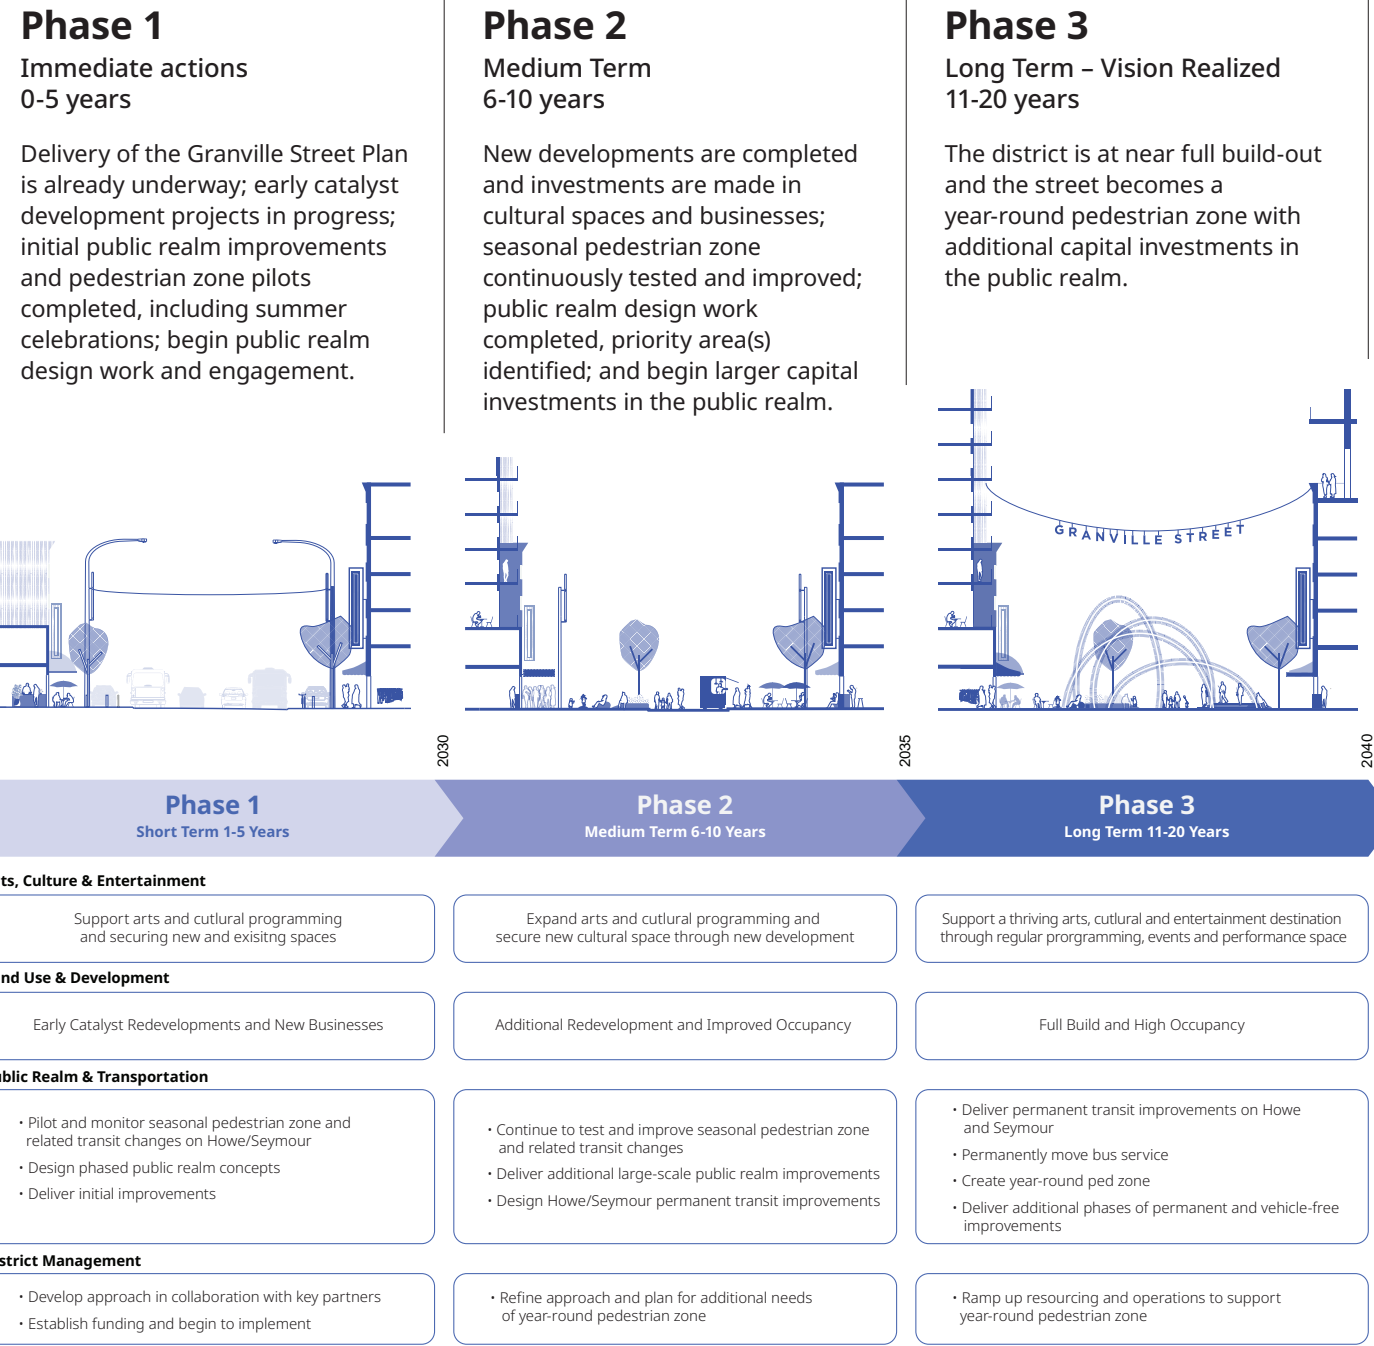 Phase 1
Immediate actions
0-5 years
Delivery of the Granville Street Plan
is already underway; early catalyst
development projects in progress;
initial public realm improvements
and pedestrian zone pilots
completed, including summer
celebrations; begin public realm
design work and engagement.
Phase 2
Medium Term
6-10 years
New developments are completed
and investments are made in
cultural spaces and businesses;
seasonal pedestrian zone
continuously tested and improved;
public realm design work
completed, priority area(s)
identified; and begin larger capital
investments in the public realm.
Phase 3
Long Term – Vision Realized
11-20 years
The district is at near full build-out
and the street becomes a
year-round pedestrian zone with
additional capital investments in
the public realm.
GRANVILLE STREET
2030
2035
2040
Phase 1
Short Term 1-5 Years
Phase 2
Medium Term 6-10 Years
Phase 3
Long Term 11-20 Years
ts, Culture & Entertainment
Support arts and cutlural programming
and securing new and exisitng spaces
Expand arts and cutlural programming and
secure new cultural space through new development
Support a thriving arts, cutlural and entertainment destination
through regular prorgramming, events and performance space
nd Use & Development
Early Catalyst Redevelopments and New Businesses
Additional Redevelopment and Improved Occupancy
Full Build and High Occupancy
ublic Realm & Transportation
• Pilot and monitor seasonal pedestrian zone and
related transit changes on Howe/Seymour
• Design phased public realm concepts
• Deliver initial improvements
• Continue to test and improve seasonal pedestrian zone
and related transit changes
• Deliver additional large-scale public realm improvements
• Design Howe/Seymour permanent transit improvements
• Deliver permanent transit improvements on Howe
and Seymour
• Permanently move bus service
• Create year-round ped zone
• Deliver additional phases of permanent and vehicle-free
improvements
strict Management
• Develop approach in collaboration with key partners
• Establish funding and begin to implement
• Refine approach and plan for additional needs
of year-round pedestrian zone
• Ramp up resourcing and operations to support
year-round pedestrian zone